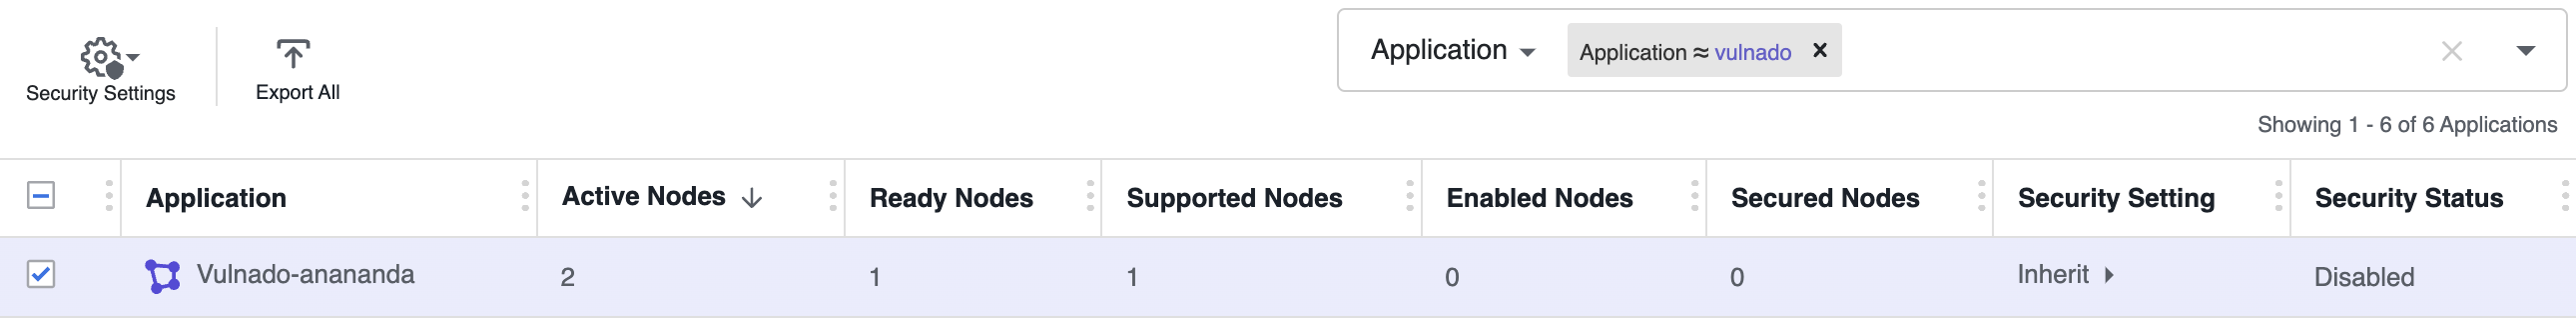 Security Settings
Export All
Application
Application ≈ vulnado
Showing 1 - 6 of 6 Applications
Application Active Nodes Ready Nodes Supported Nodes Enabled Nodes Secured Nodes Security Setting Security Status
Vulnado-anananda 2 1 1 0 0 Inherit Disabled